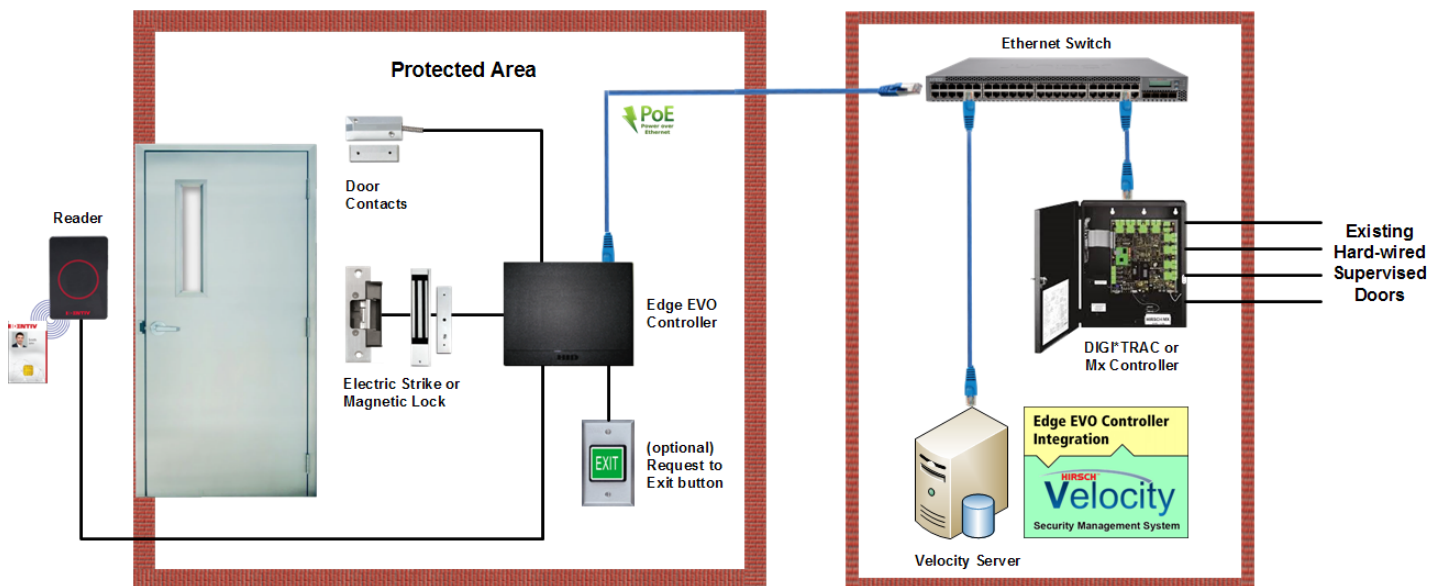 Protected Area
Ethernet Switch
PoE
Power over
Ethernet
Door
Contacts
Reader
Edge EVO
Controller
Electric Strike or
Magnetic Lock
EXIT
(optional)
Request to
Exit button
Existing
Hard-wired
Supervised
Doors
DIGI*TRAC or
Mx Controller
Edge EVO Controller
Integration
HIRSCH
Velocity
Security Management System
Velocity Server